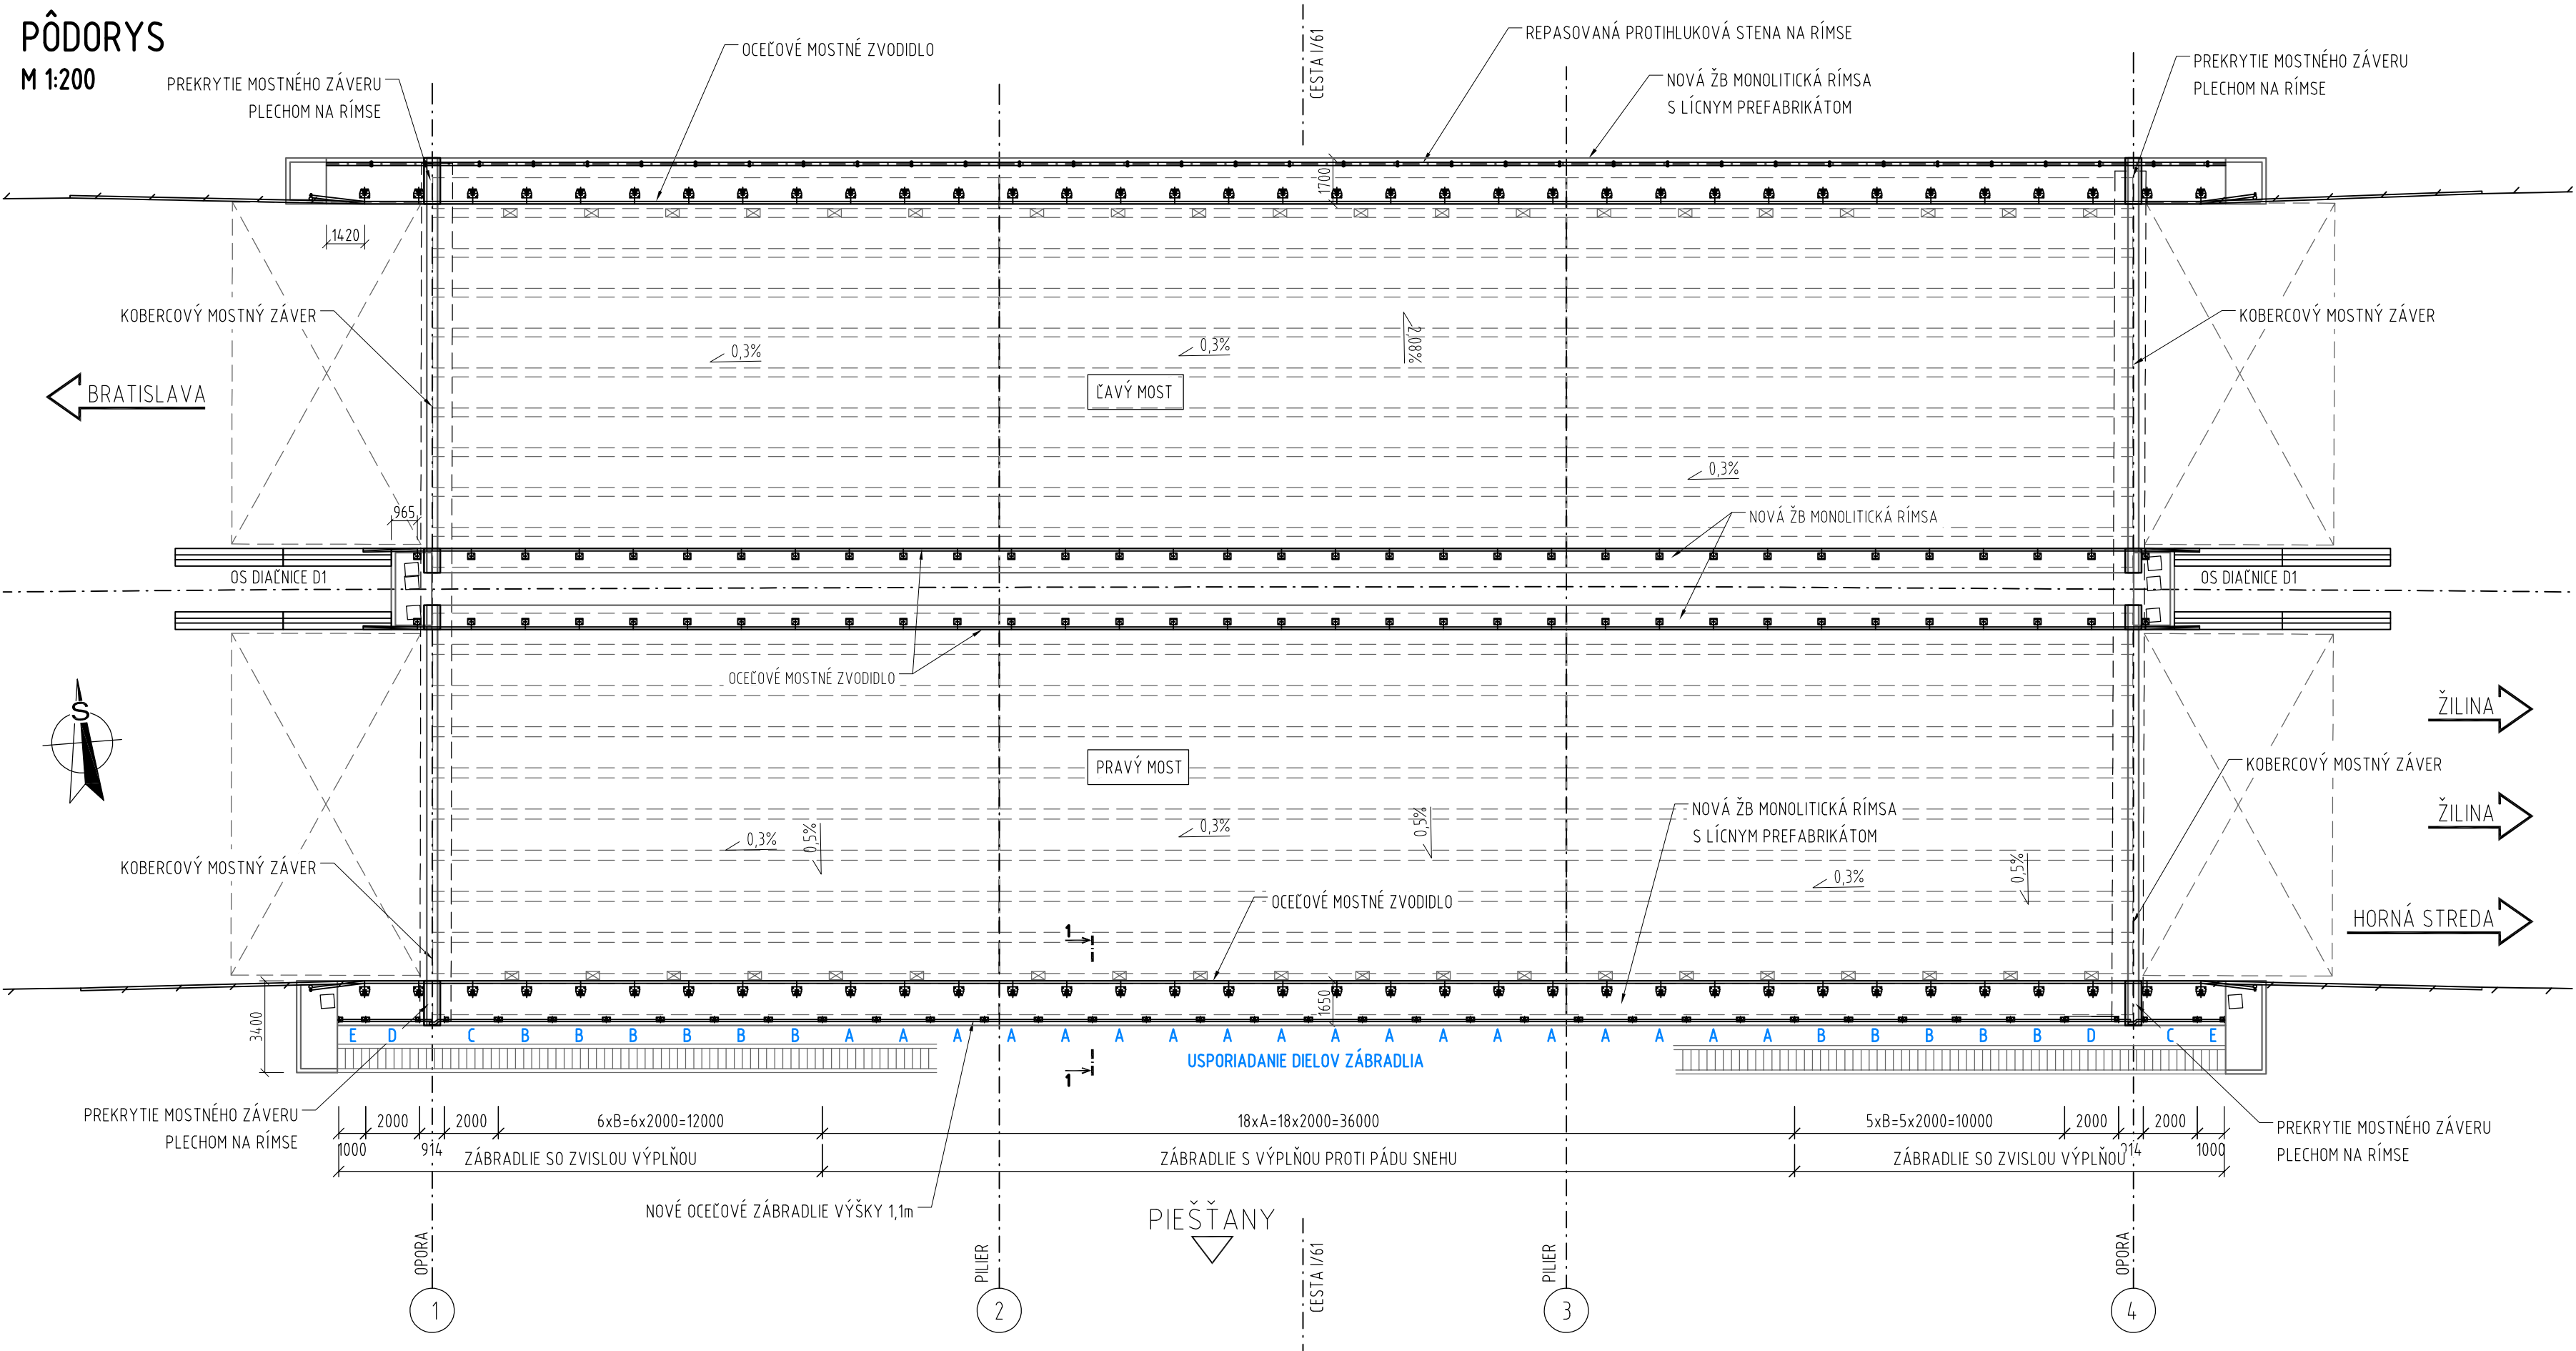 PÔDORYS
M 1:200
PREKRYTIE MOSTNÉHO ZÁVERU
PLECHOM NA RÍMSE
OCEĽOVÉ MOSTNÉ ZVODIDLO
CESTA I/61
REPASOVANÁ PROTIHLUKOVÁ STENA NA RÍMSE
NOVÁ ŽB MONOLITICKÁ RÍMSA
S LÍCNYM PREFABRIKÁTOM
PREKRYTIE MOSTNÉHO ZÁVERU
PLECHOM NA RÍMSE
1700
1420
KOBERCOVÝ MOSTNÝ ZÁVER
0,3%
0,3%
2,08%
KOBERCOVÝ MOSTNÝ ZÁVER
BRATISLAVA
ĽAVÝ MOST
0,3%
965
NOVÁ ŽB MONOLITICKÁ RÍMSA
OS DIAĽNICE D1
OS DIAĽNICE D1
OCEĽOVÉ MOSTNÉ ZVODIDLO
S
ŽILINA
PRAVÝ MOST
KOBERCOVÝ MOSTNÝ ZÁVER
NOVÁ ŽB MONOLITICKÁ RÍMSA
S LÍCNYM PREFABRIKÁTOM
ŽILINA
0,3%
0,5%
0,3%
0,5%
KOBERCOVÝ MOSTNÝ ZÁVER
0,3%
0,5%
OCEĽOVÉ MOSTNÉ ZVODIDLO
HORNÁ STREDA
1
3400
1650
E D C B B B B B B A A A A A A A A A A A A A A A A A A B B B B B D C E
USPORIADANIE DIELOV ZÁBRADLIA
1
PREKRYTIE MOSTNÉHO ZÁVERU
PLECHOM NA RÍMSE
2000 2000 6xB=6x2000=12000 18xA=18x2000=36000 5xB=5x2000=10000 2000 2000
1000 914 1000
ZÁBRADLIE SO ZVISLOU VÝPLŇOU
ZÁBRADLIE S VÝPLŇOU PROTI PÁDU SNEHU
ZÁBRADLIE SO ZVISLOU VÝPLŇOU
PREKRYTIE MOSTNÉHO ZÁVERU
PLECHOM NA RÍMSE
NOVÉ OCEĽOVÉ ZÁBRADLIE VÝŠKY 1,1m
PIEŠŤANY
OPORA
PILIER
CESTA I/61
PILIER
OPORA
1 2 3 4